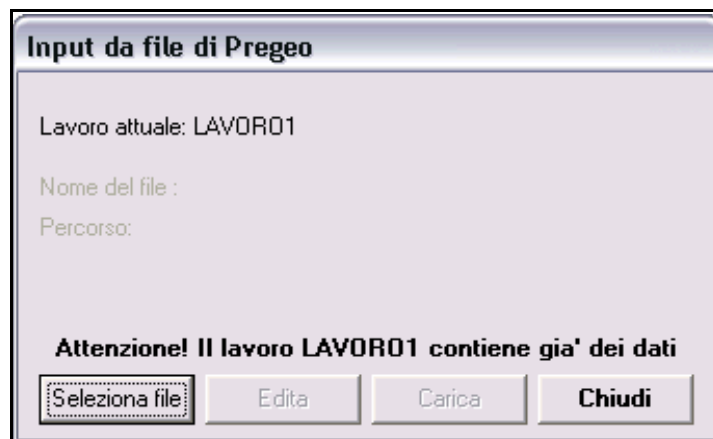 Input da file di Pregeo
Lavoro attuale: LAVORO1
Nome del file :
Percorso:
Attenzione! Il lavoro LAVORO1 contiene gia' dei dati
Seleziona file Edita Carica Chiudi